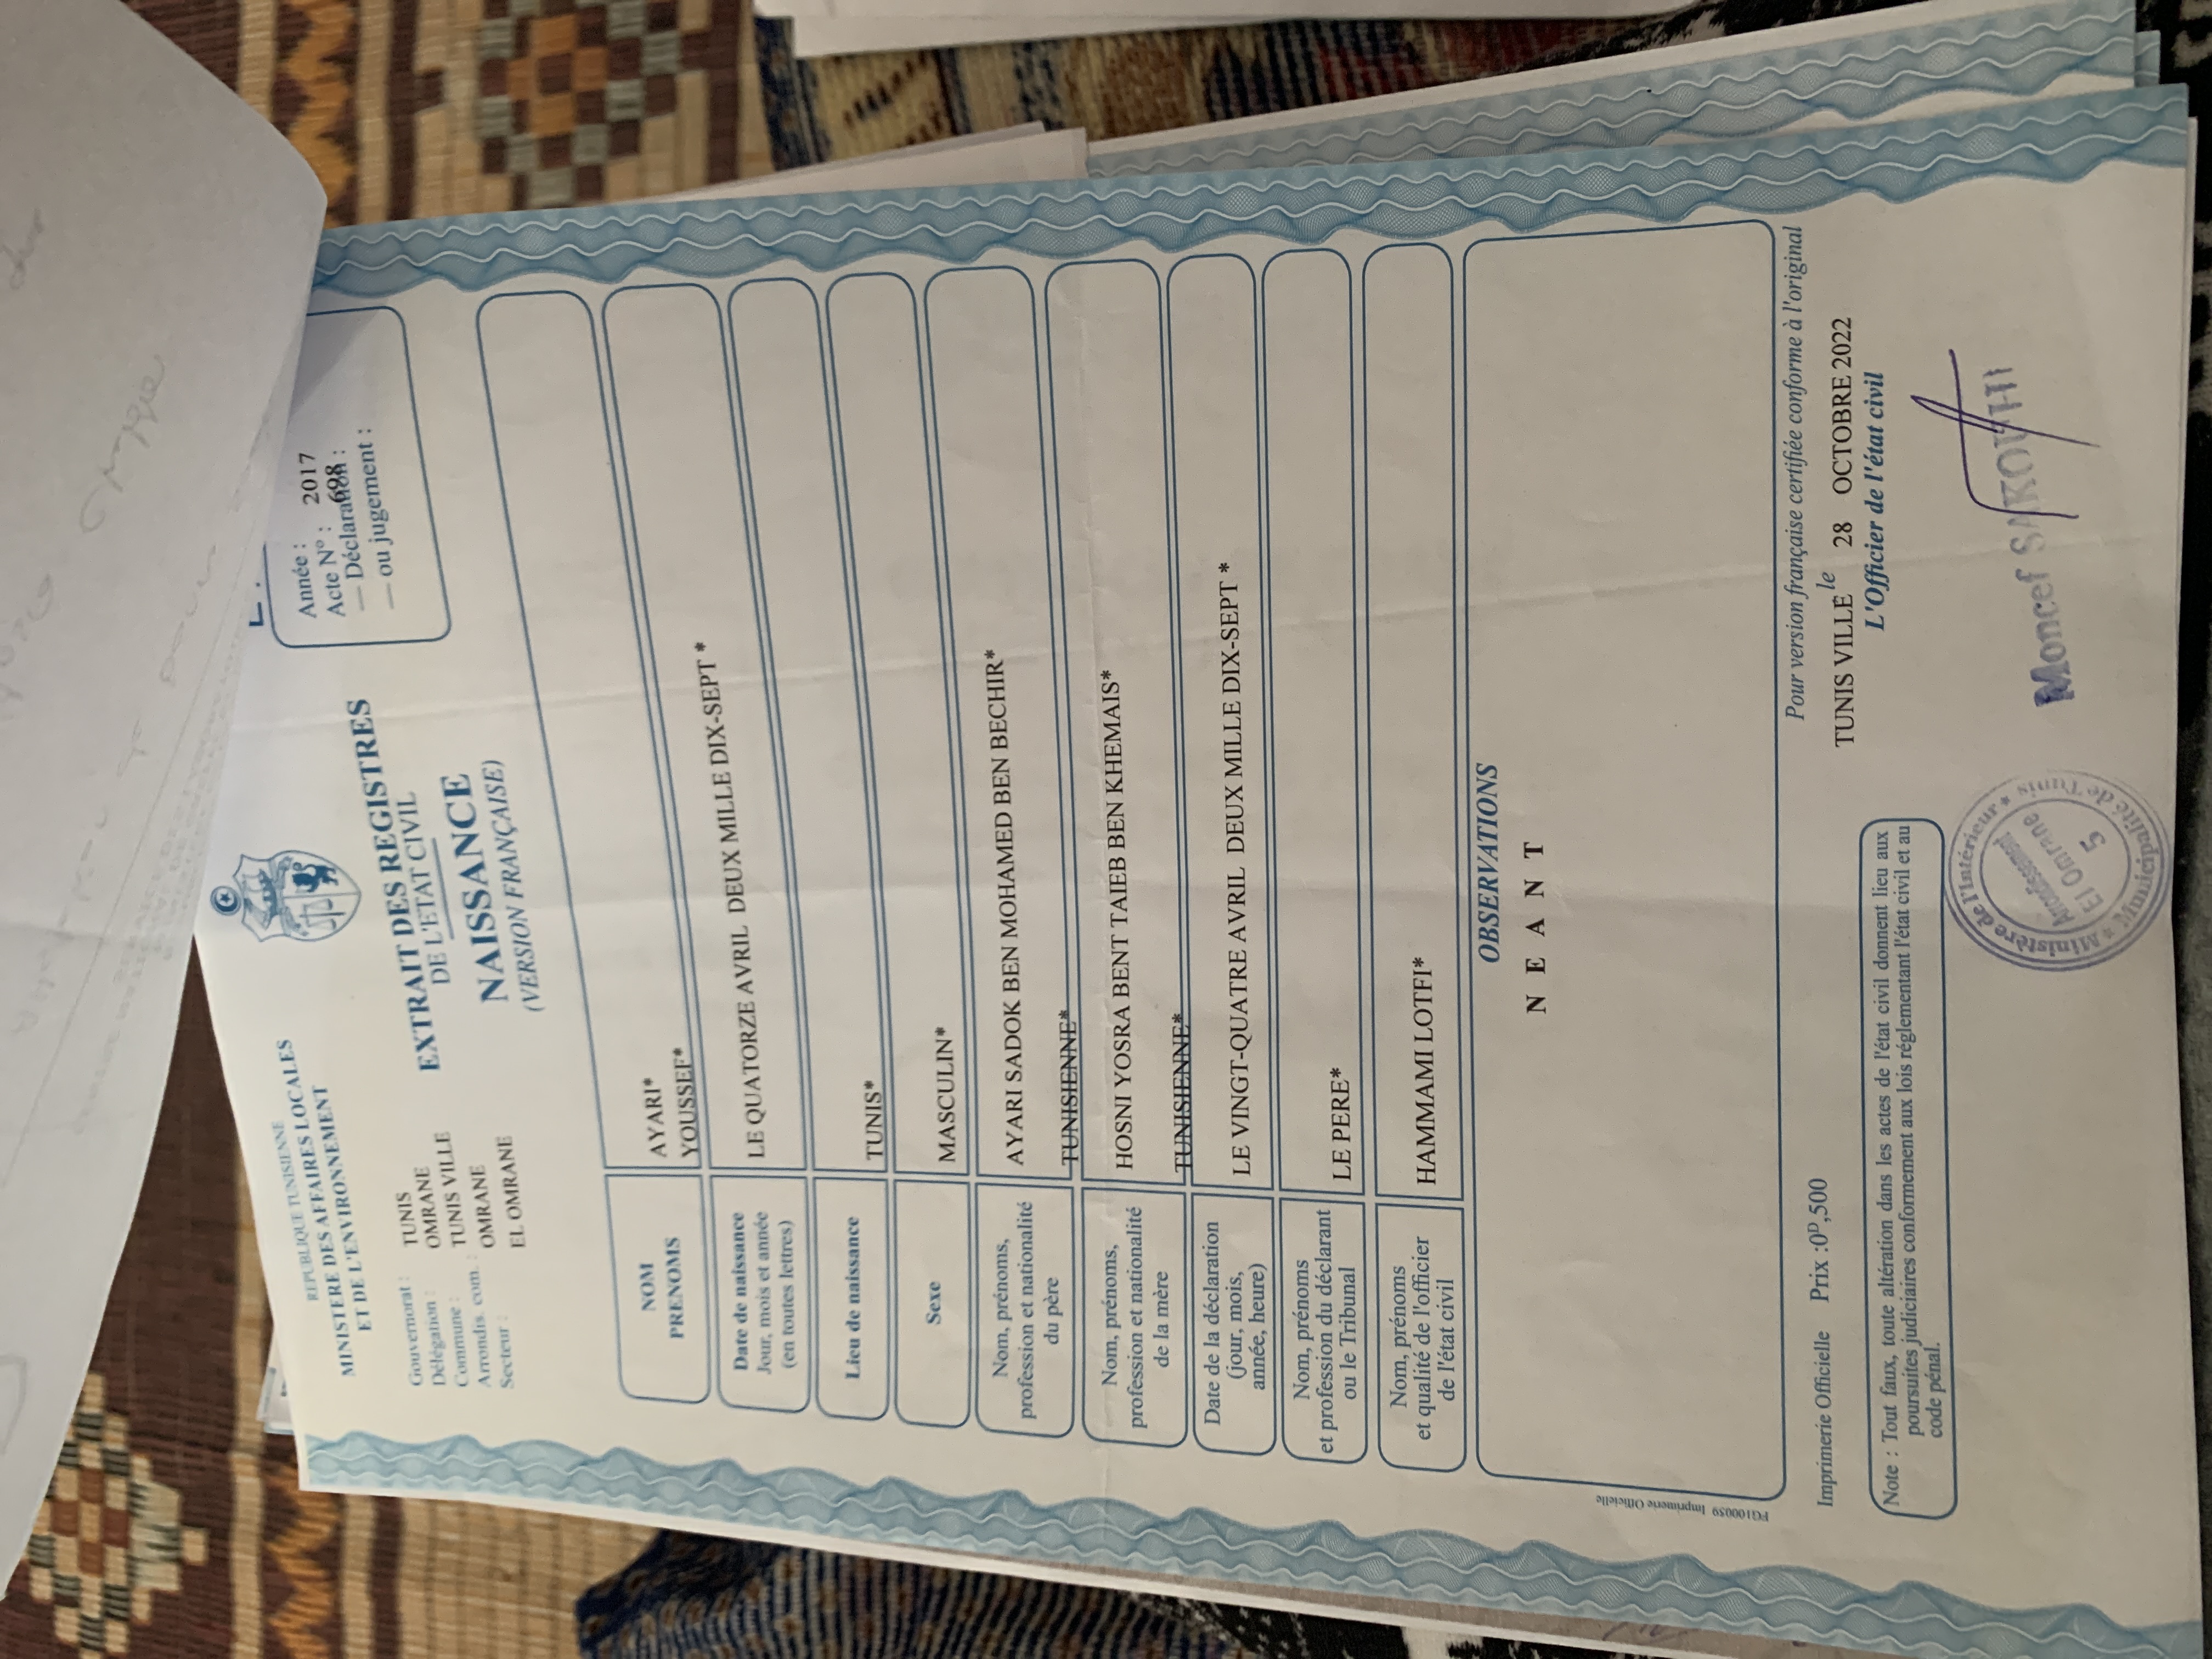 REPUBLIQUE TUNISIENNE
MINISTERE DES AFFAIRES LOCALES
ET DE L'ENVIRONNEMENT
Gouvernorat : TUNIS
Délégation : OMRANE
Commune : TUNIS VILLE
Arrondis. com. : OMRANE
Secteur : EL OMRANE
EXTRAIT DES REGISTRES
DE L'ETAT CIVIL
NAISSANCE
(VERSION FRANÇAISE)
Année : 2017
Acte N° : 698
— Déclaration :
— ou jugement :
NOM
PRENOMS
AYARI*
YOUSSEF*
Date de naissance
Jour, mois et année
(en toutes lettres)
LE QUATORZE AVRIL DEUX MILLE DIX-SEPT *
Lieu de naissance
TUNIS*
Sexe
MASCULIN*
Nom, prénoms,
profession et nationalité
du père
AYARI SADOK BEN MOHAMED BEN BECHIR*
TUNISIENNE*
Nom, prénoms,
profession et nationalité
de la mère
HOSNI YOSRA BENT TAIEB BEN KHEMAIS*
TUNISIENNE*
Date de la déclaration
(jour, mois,
année, heure)
LE VINGT-QUATRE AVRIL DEUX MILLE DIX-SEPT *
Nom, prénoms
et profession du déclarant
ou le Tribunal
LE PERE*
Nom, prénoms
et qualité de l'officier
de l'état civil
HAMMAMI LOTFI*
OBSERVATIONS
N E A N T
FG100059 Imprimerie Officielle
Pour version française certifiée conforme à l'original
Imprimerie Officielle Prix :0D,500
TUNIS VILLE le 28 OCTOBRE 2022
L'Officier de l'état civil
Note : Tout faux, toute altération dans les actes de l'état civil donnent lieu aux
poursuites judiciaires conformement aux lois réglementant l'état civil et au
code pénal.
* Ministère de l'Intérieur * Municipalité de Tunis
Arrondissement
El Omrane
5
Moncef